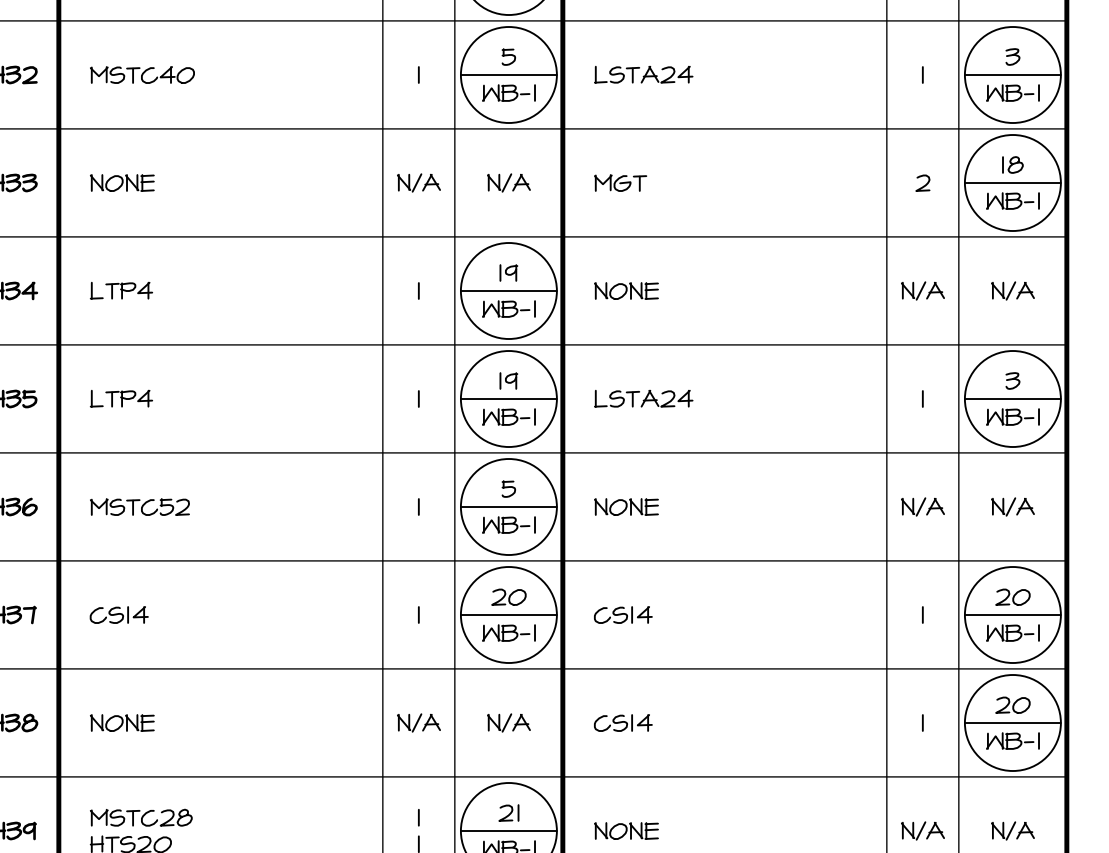 H32 MSTC40 1 5 WB-1 LSTA24 1 3 WB-1
H33 NONE N/A N/A MGT 2 18 WB-1
H34 LTP4 1 19 WB-1 NONE N/A N/A
H35 LTP4 1 19 WB-1 LSTA24 1 3 WB-1
H36 MSTC52 1 5 WB-1 NONE N/A N/A
H37 CS14 1 20 WB-1 CS14 1 20 WB-1
H38 NONE N/A N/A CS14 1 20 WB-1
H39 MSTC28 1 21 WB-1 NONE N/A N/A
HTS20 1